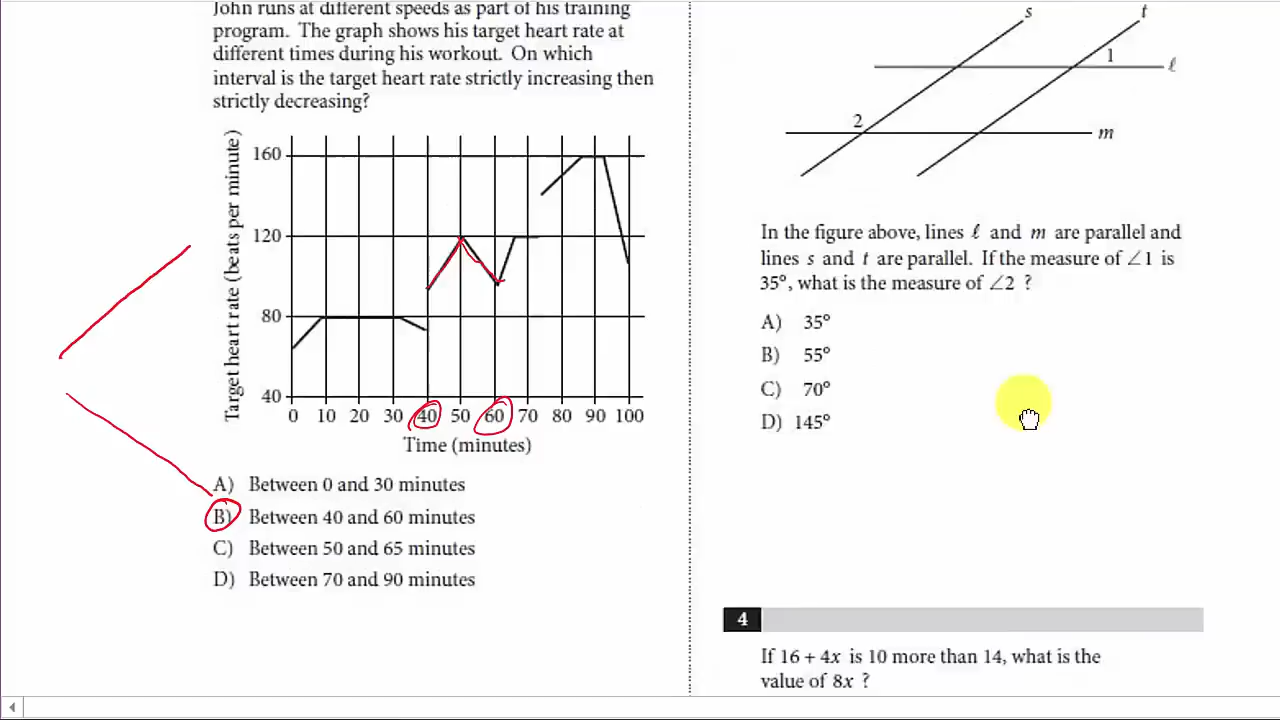 John runs at different speeds as part of his training
program. The graph shows his target heart rate at
different times during his workout. On which
interval is the target heart rate strictly increasing then
strictly decreasing?
Target heart rate (beats per minute)
160
120
80
40
0 10 20 30 40 50 60 70 80 90 100
Time (minutes)
A) Between 0 and 30 minutes
B) Between 40 and 60 minutes
C) Between 50 and 65 minutes
D) Between 70 and 90 minutes
s t
1
ℓ
2
m
In the figure above, lines ℓ and m are parallel and
lines s and t are parallel. If the measure of ∠1 is
35°, what is the measure of ∠2 ?
A) 35°
B) 55°
C) 70°
D) 145°
4
If 16 + 4x is 10 more than 14, what is the
value of 8x ?